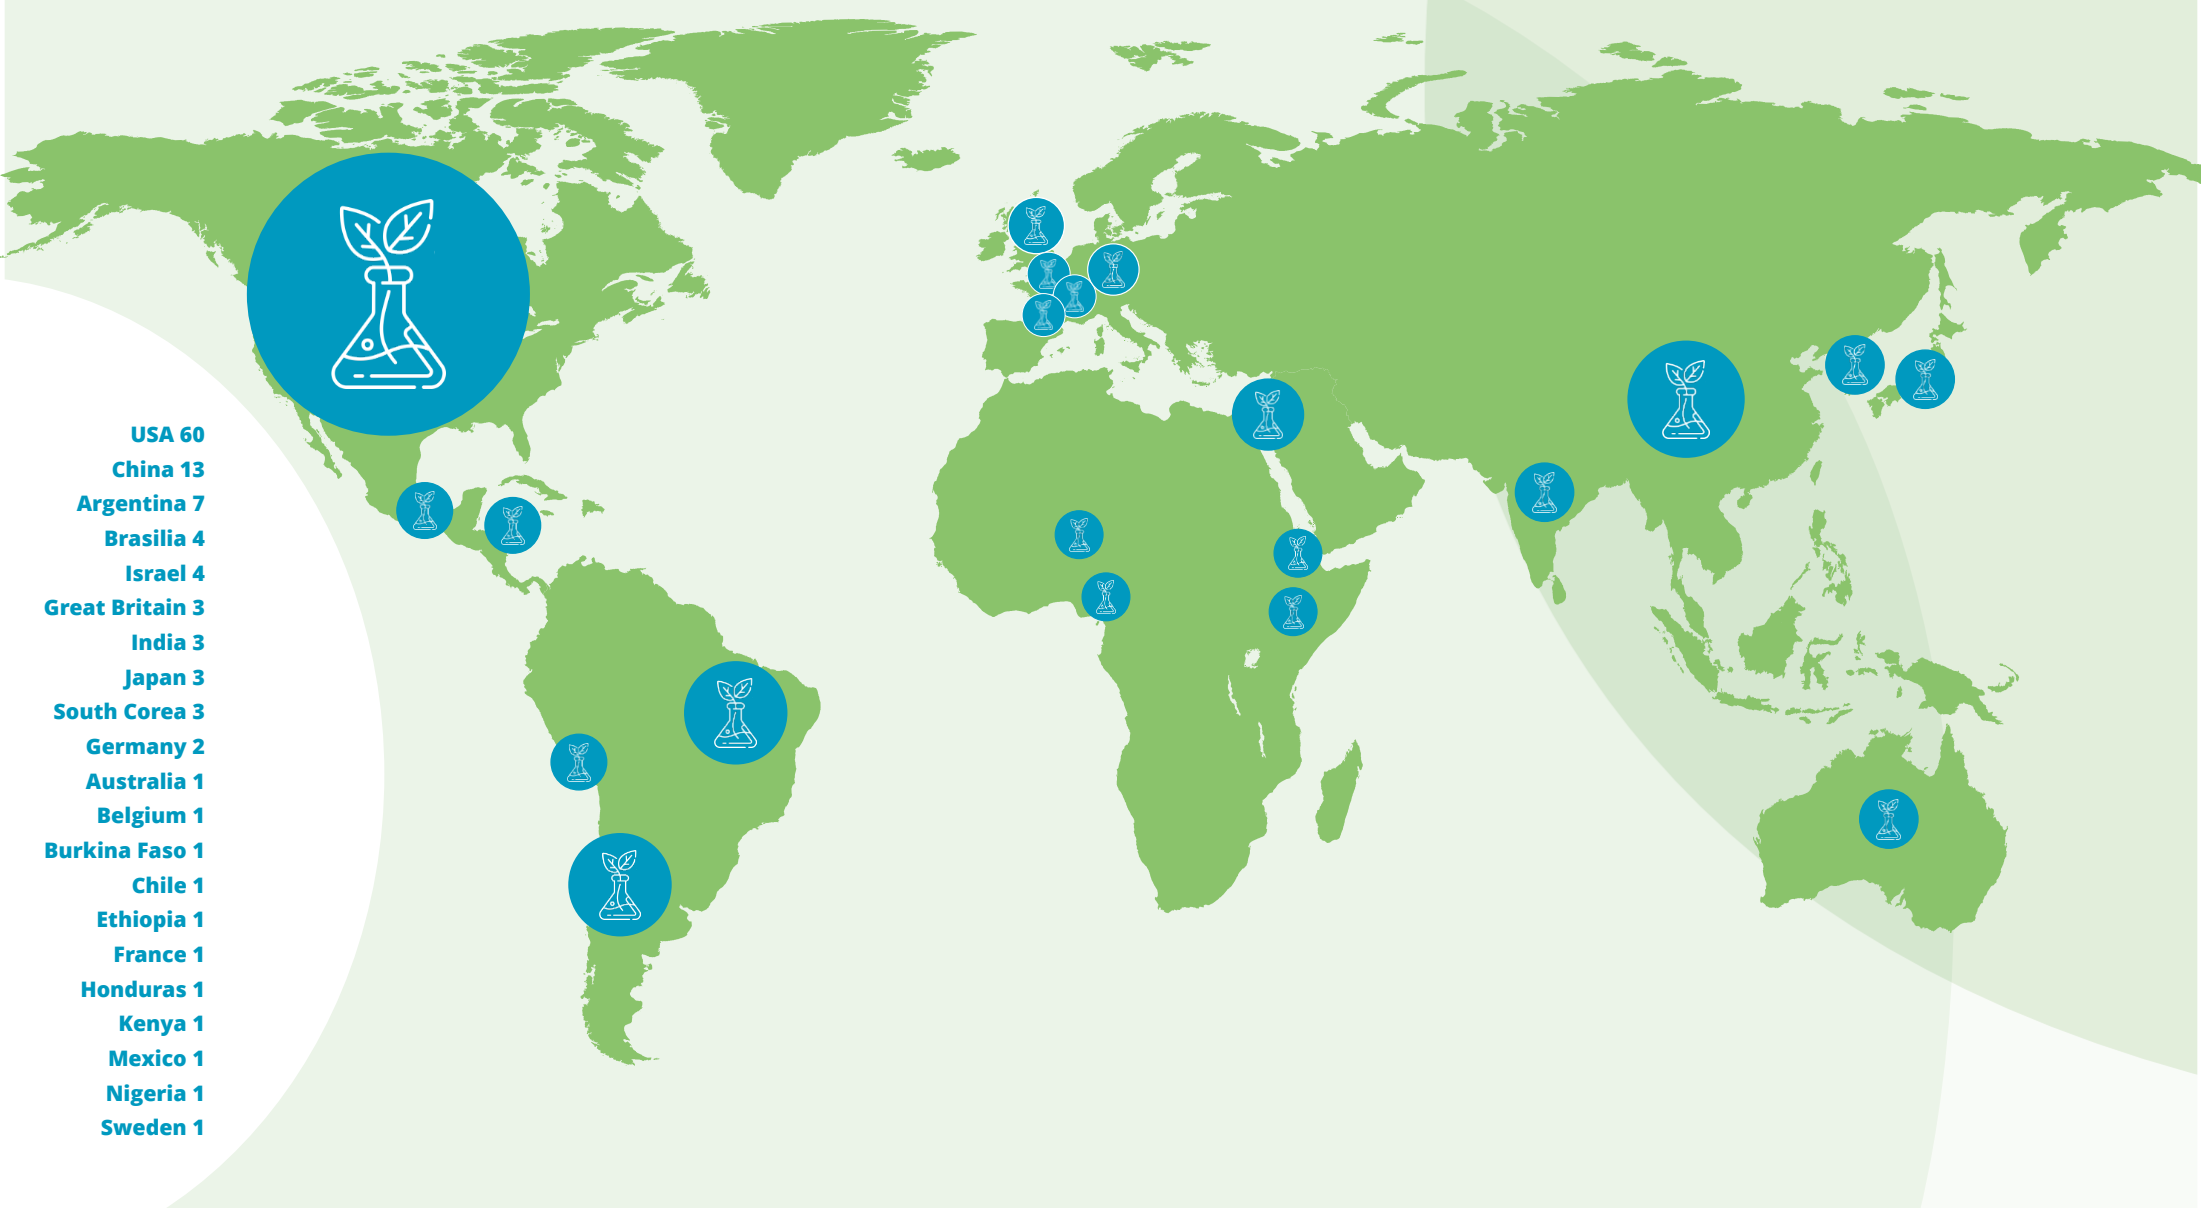 USA 60
China 13
Argentina 7
Brasilia 4
Israel 4
Great Britain 3
India 3
Japan 3
South Corea 3
Germany 2
Australia 1
Belgium 1
Burkina Faso 1
Chile 1
Ethiopia 1
France 1
Honduras 1
Kenya 1
Mexico 1
Nigeria 1
Sweden 1